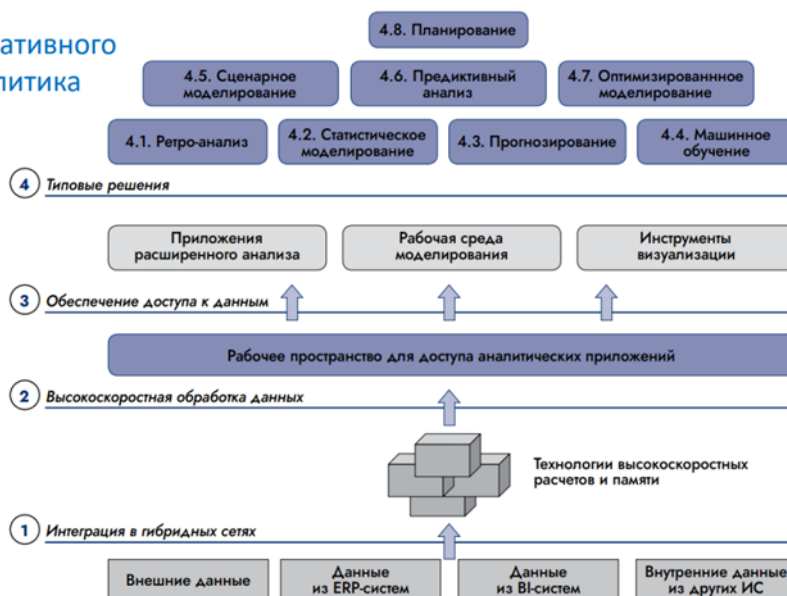 ативного
литика
4.8. Планирование
4.5. Сценарное
моделирование
4.6. Предиктивный
анализ
4.7. Оптимизированнное
моделирование
4.1. Ретро-анализ
4.2. Статистическое
моделирование
4.3. Прогнозирование
4.4. Машинное
обучение
4 Типовые решения
Приложения
расширенного анализа
Рабочая среда
моделирования
Инструменты
визуализации
3 Обеспечение доступа к данным
Рабочее пространство для доступа аналитических приложений
2 Высокоскоростная обработка данных
Технологии высокоскоростных
расчетов и памяти
1 Интеграция в гибридных сетях
Внешние данные
Данные
из ERP-систем
Данные
из BI-систем
Внутренние данные
из других ИС